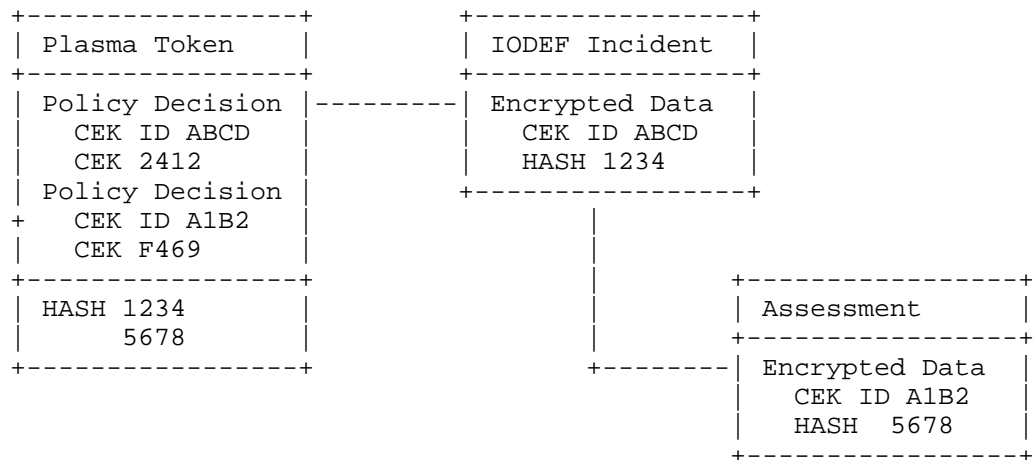 Plasma Token
Policy Decision
CEK ID ABCD
CEK 2412
Policy Decision
CEK ID A1B2
CEK F469
HASH 1234
5678
IODEF Incident
Encrypted Data
CEK ID ABCD
HASH 1234
Assessment
Encrypted Data
CEK ID A1B2
HASH  5678